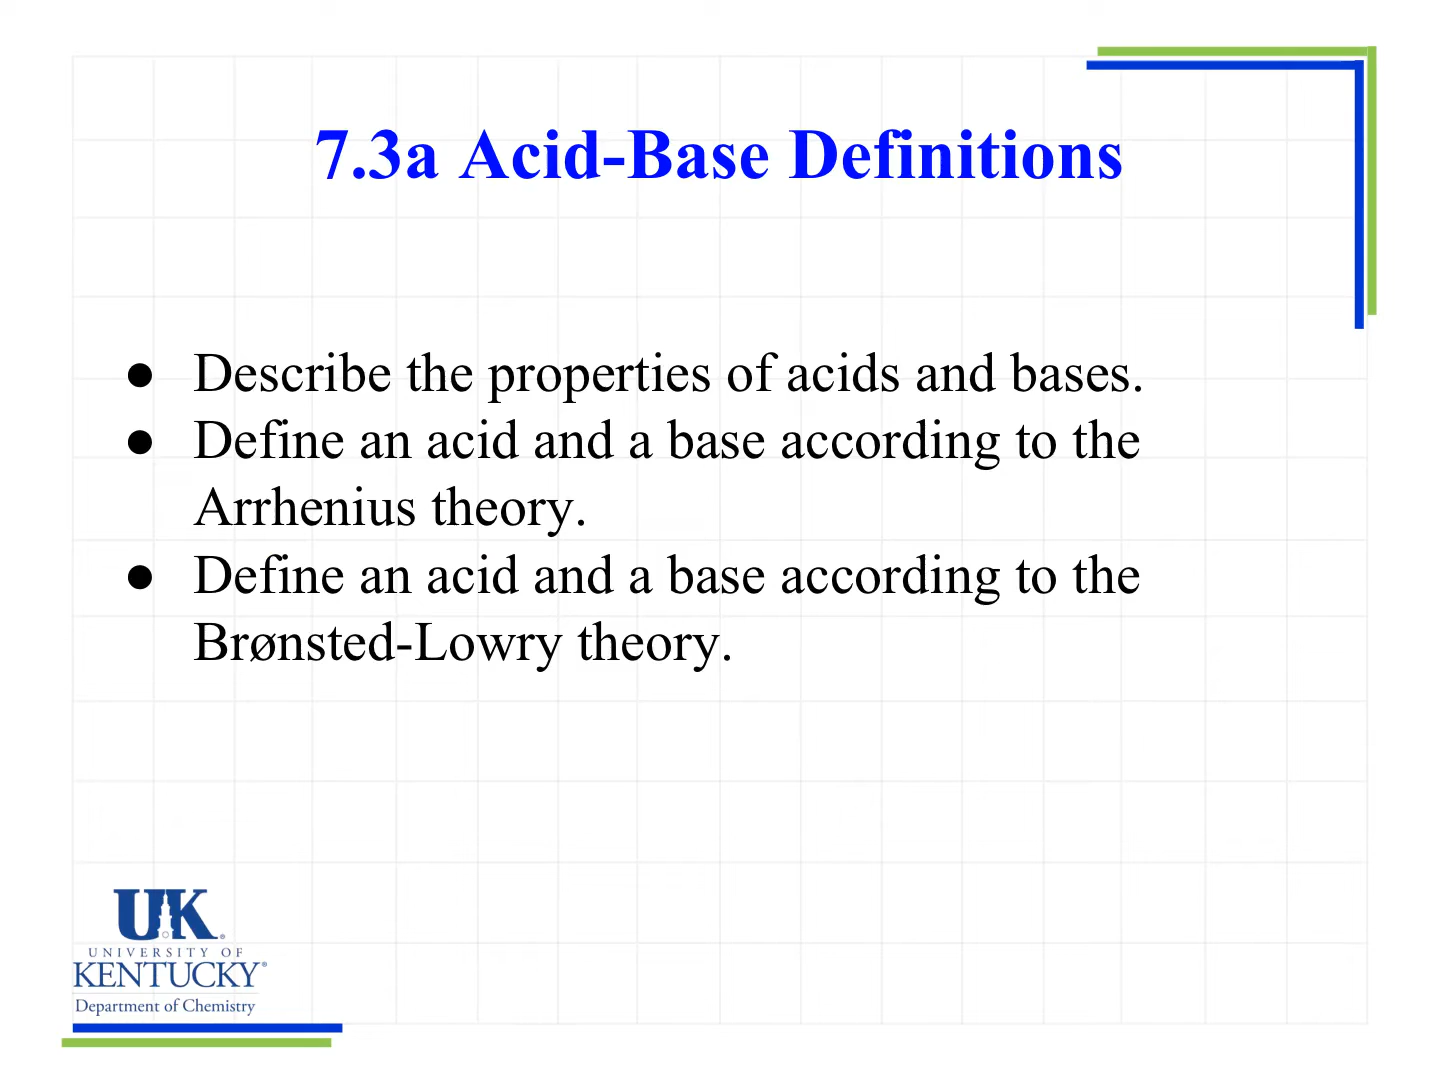 7.3a Acid-Base Definitions
● Describe the properties of acids and bases.
● Define an acid and a base according to the
Arrhenius theory.
● Define an acid and a base according to the
Brønsted-Lowry theory.
UK®
UNIVERSITY OF
KENTUCKY®
Department of Chemistry